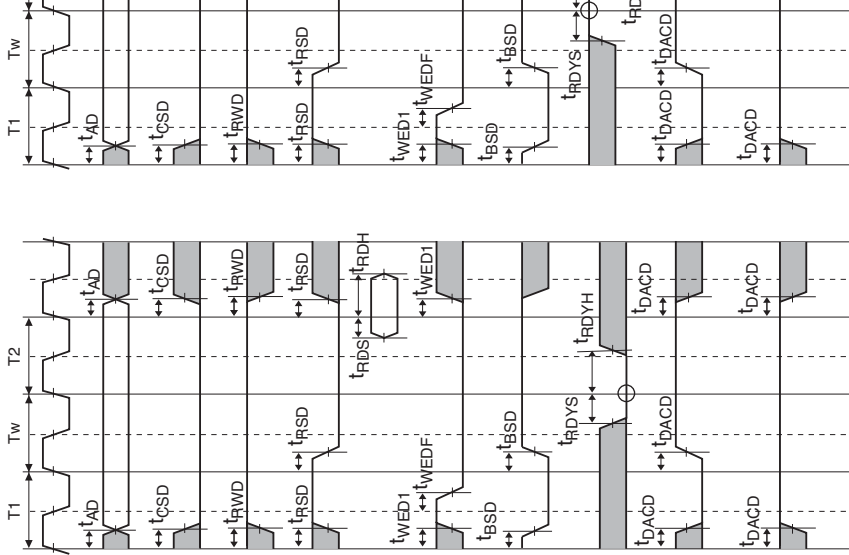 T1 Tw T2 T1 Tw
tAD tAD tAD
tCSD tCSD tCSD
tRWD tRWD tRWD
tRSD tRSD tRSD tRSD tRSD
tRDS tRDH
tWED1 tWEDF tWED1 tWED1 tWEDF
tBSD tBSD tBSD tBSD
tRDYS tRDYH tRDYS
tDACD tDACD tDACD tDACD tDACD
tDACD tDACD tDACD